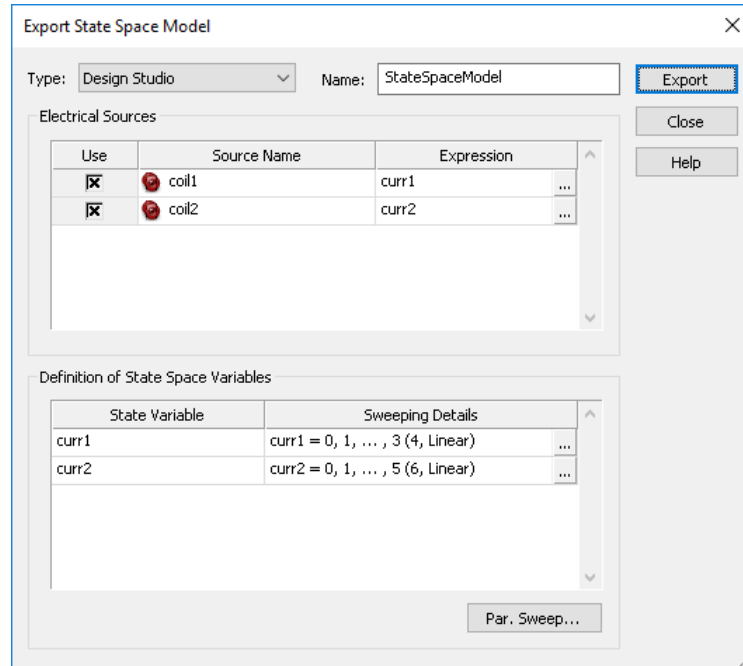 Export State Space Model
Type: Design Studio Name: StateSpaceModel Export
Electrical Sources Close
Use Source Name Expression Help
coil1 curr1 ...
coil2 curr2 ...
Definition of State Space Variables
State Variable Sweeping Details
curr1 curr1 = 0, 1, ... , 3 (4, Linear) ...
curr2 curr2 = 0, 1, ... , 5 (6, Linear) ...
Par. Sweep...